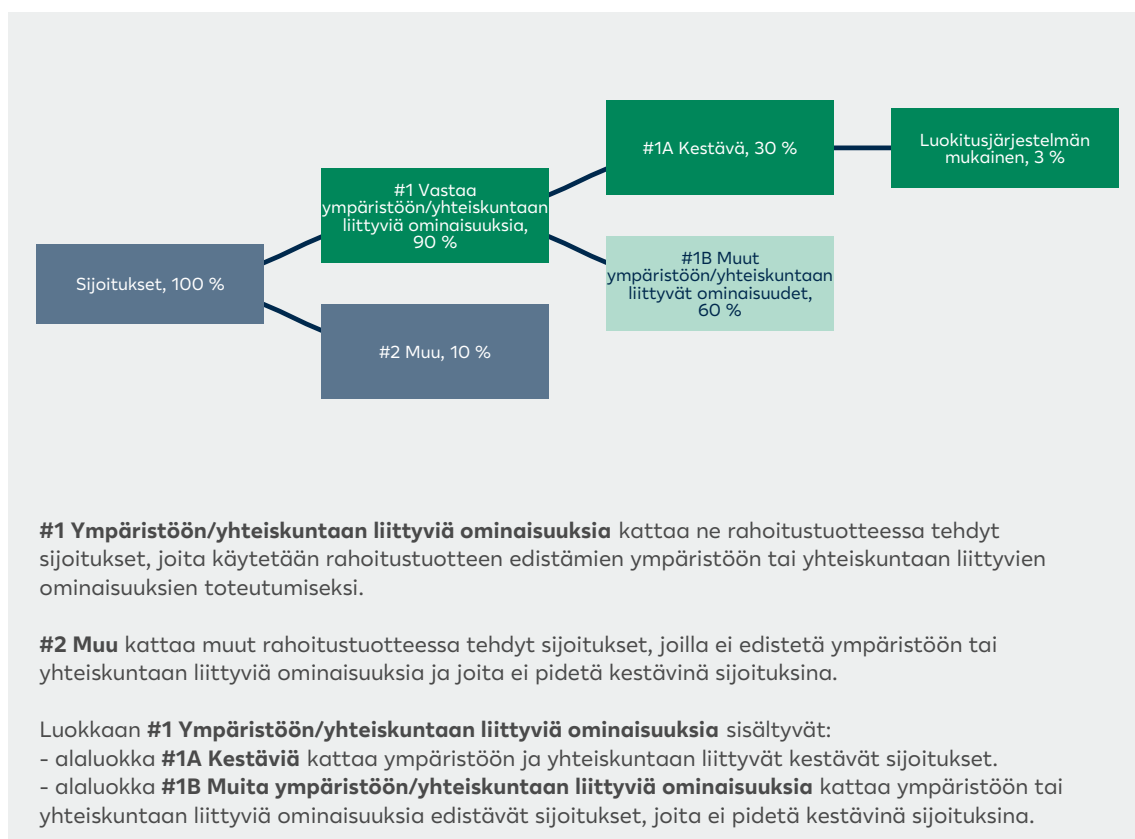 #1A Kestävä, 30 %
Luokitusjärjestelmän
mukainen, 3 %
#1 Vastaa
ympäristöön/yhteiskuntaan
liittyviä ominaisuuksia,
90 %
Sijoitukset, 100 %
#1B Muut
ympäristöön/yhteiskuntaan
liittyvät ominaisuudet,
60 %
#2 Muu, 10 %
#1 Ympäristöön/yhteiskuntaan liittyviä ominaisuuksia kattaa ne rahoitustuotteessa tehdyt
sijoitukset, joita käytetään rahoitustuotteen edistämien ympäristöön tai yhteiskuntaan liittyvien
ominaisuuksien toteutumiseksi.
#2 Muu kattaa muut rahoitustuotteessa tehdyt sijoitukset, joilla ei edistetä ympäristöön tai
yhteiskuntaan liittyviä ominaisuuksia ja joita ei pidetä kestävinä sijoituksina.
Luokkaan #1 Ympäristöön/yhteiskuntaan liittyviä ominaisuuksia sisältyvät:
- alaluokka #1A Kestäviä kattaa ympäristöön ja yhteiskuntaan liittyvät kestävät sijoitukset.
- alaluokka #1B Muita ympäristöön/yhteiskuntaan liittyviä ominaisuuksia kattaa ympäristöön tai
yhteiskuntaan liittyviä ominaisuuksia edistävät sijoitukset, joita ei pidetä kestävinä sijoituksina.